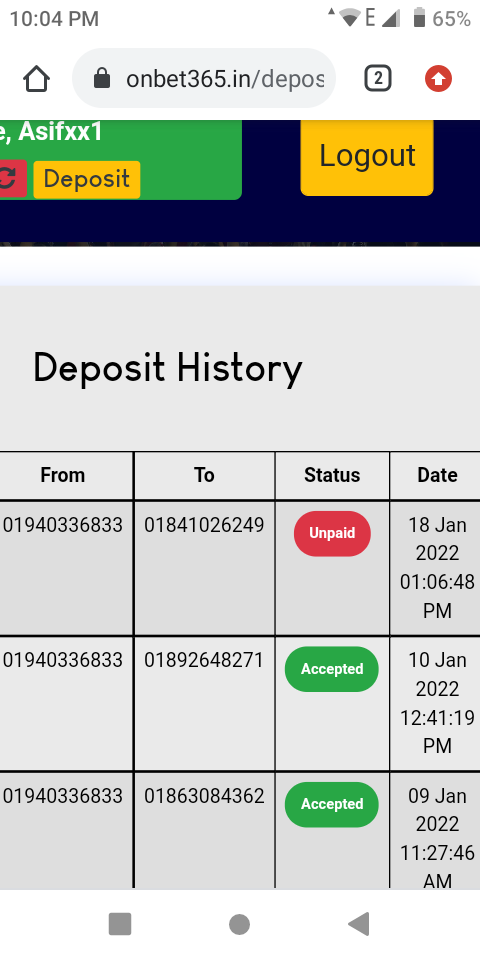 10:04 PM E 65%
onbet365.in/depos 2
e, Asifxx1
Deposit
Logout
Deposit History
From To Status Date
01940336833 01841026249 Unpaid 18 Jan
2022
01:06:48
PM
01940336833 01892648271 Accepted 10 Jan
2022
12:41:19
PM
01940336833 01863084362 Accepted 09 Jan
2022
11:27:46
AM